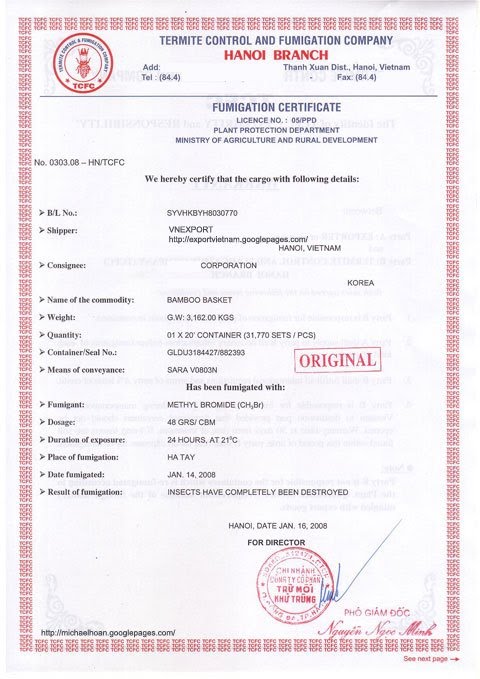 TERMITE CONTROL AND FUMIGATION COMPANY
TCFC
TERMITE CONTROL AND FUMIGATION COMPANY
HANOI BRANCH
Add: Thanh Xuan Dist., Hanoi, Vietnam
Tel : (84.4) Fax: (84.4)
FUMIGATION CERTIFICATE
LICENCE NO. : 05/PPD
PLANT PROTECTION DEPARTMENT
MINISTRY OF AGRICULTURE AND RURAL DEVELOPMENT
No. 0303.08 -- HN/TCFC
We hereby certify that the cargo with following details:
➤ B/L No.: SYVHKBYH8030770
➤ Shipper: VNEXPORT
http://exportvietnam.googlepages.com/
HANOI, VIETNAM
➤ Consignee: CORPORATION
KOREA
➤ Name of the commodity: BAMBOO BASKET
➤ Weight: G.W: 3,162.00 KGS
➤ Quantity: 01 X 20' CONTAINER (31,770 SETS / PCS)
➤ Container/Seal No.: GLDU3184427/882393
ORIGINAL
➤ Means of conveyance: SARA V0803N
Has been fumigated with:
➤ Fumigant: METHYL BROMIDE (CH₃Br)
➤ Dosage: 48 GRS/ CBM
➤ Duration of exposure: 24 HOURS, AT 21°C
➤ Place of fumigation: HA TAY
➤ Date fumigated: JAN. 14, 2008
➤ Result of fumigation: INSECTS HAVE COMPLETELY BEEN DESTROYED
HANOI, DATE JAN. 16, 2008
FOR DIRECTOR
CHI NHÁNH
CÔNG TY CỔ PHẦN
TRỪ MỐI
KHỬ TRÙNG
PHÓ GIÁM ĐỐC
Nguyễn Ngọc Minh
http://michaelhoan.googlepages.com/
See next page →